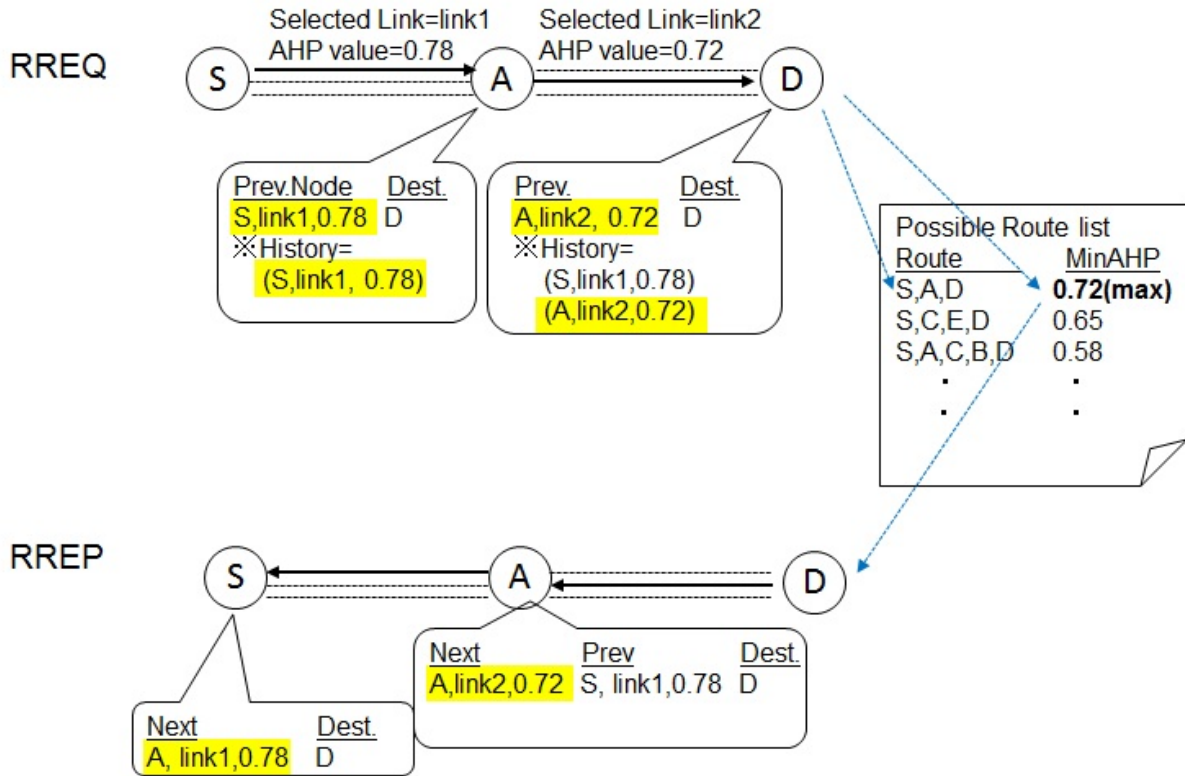 Selected Link=link1
AHP value=0.78
Selected Link=link2
AHP value=0.72
RREQ
S
A
D
Prev.Node Dest.
S,link1,0.78 D
※History=
(S,link1, 0.78)
Prev. Dest.
A,link2, 0.72 D
※History=
(S,link1,0.78)
(A,link2,0.72)
Possible Route list
Route MinAHP
S,A,D 0.72(max)
S,C,E,D 0.65
S,A,C,B,D 0.58
. .
. .
RREP
S
A
D
Next Prev Dest.
A,link2,0.72 S, link1,0.78 D
Next Dest.
A, link1,0.78 D